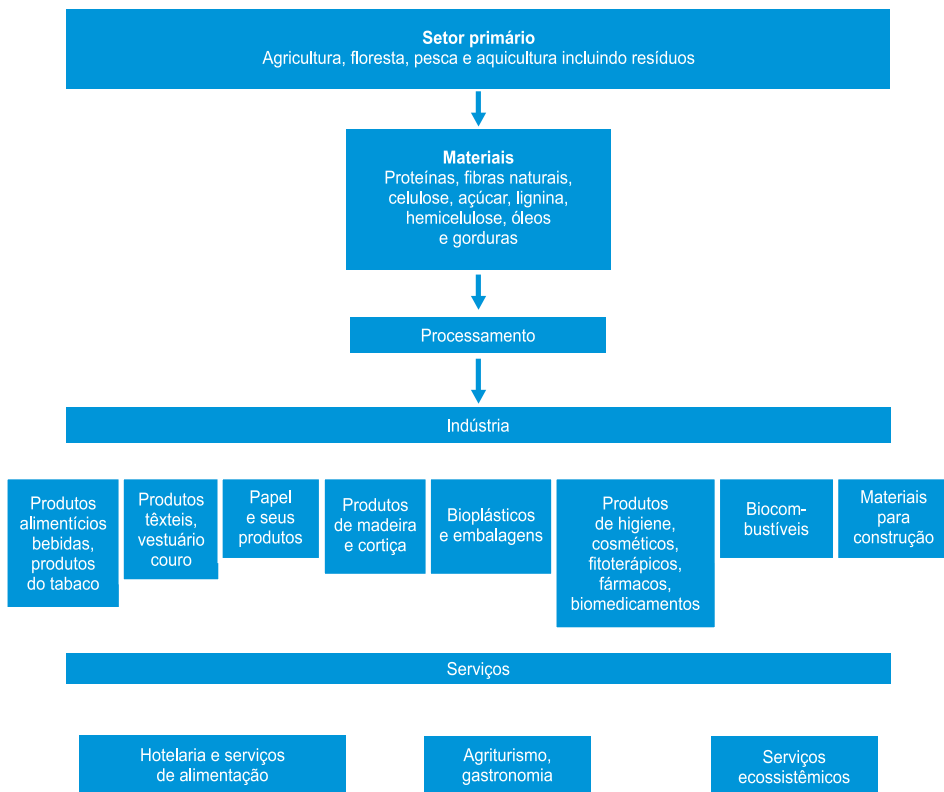 Setor primário
Agricultura, floresta, pesca e aquicultura incluindo resíduos
Materiais
Proteínas, fibras naturais,
celulose, açúcar, lignina,
hemicelulose, óleos
e gorduras
Processamento
Indústria
Produtos
alimentícios
bebidas,
produtos
do tabaco
Produtos
têxteis,
vestuário
couro
Papel
e seus
produtos
Produtos
de madeira
e cortiça
Bioplásticos
e embalagens
Produtos
de higiene,
cosméticos,
fitoterápicos,
fármacos,
biomedicamentos
Biocom-
bustíveis
Materiais
para
construção
Serviços
Hotelaria e serviços
de alimentação
Agriturismo,
gastronomia
Serviços
ecossistêmicos